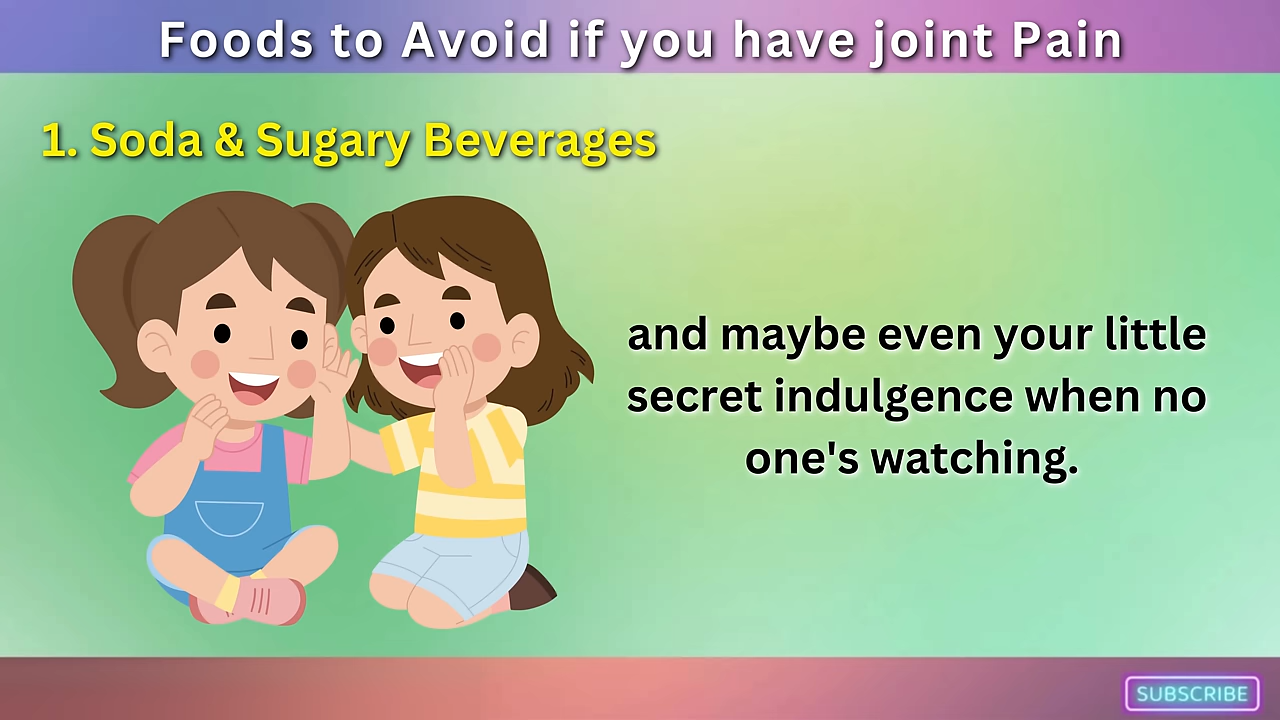 Foods to Avoid if you have joint Pain
1. Soda & Sugary Beverages
and maybe even your little
secret indulgence when no
one's watching.
SUBSCRIBE